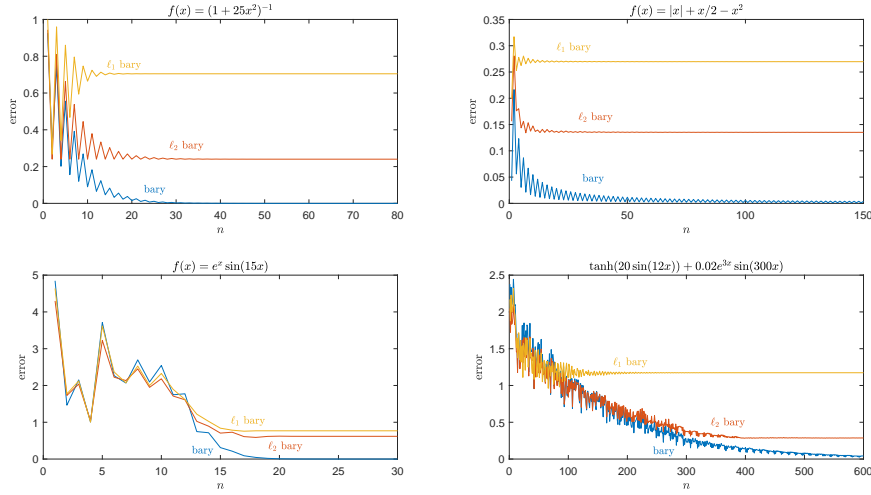 f(x) = (1 + 25x²)⁻¹
1
0.8
0.6
0.4
0.2
0
error
ℓ₁ bary
ℓ₂ bary
bary
0 10 20 30 40 50 60 70 80
n
f(x) = |x| + x/2 − x²
0.35
0.3
0.25
0.2
0.15
0.1
0.05
0
error
ℓ₁ bary
ℓ₂ bary
bary
0 50 100 150
n
f(x) = eˣ sin(15x)
5
4
3
2
1
0
error
ℓ₁ bary
ℓ₂ bary
bary
0 5 10 15 20 25 30
n
tanh(20 sin(12x)) + 0.02e³ˣ sin(300x)
2.5
2
1.5
1
0.5
0
error
ℓ₁ bary
ℓ₂ bary
bary
0 100 200 300 400 500 600
n